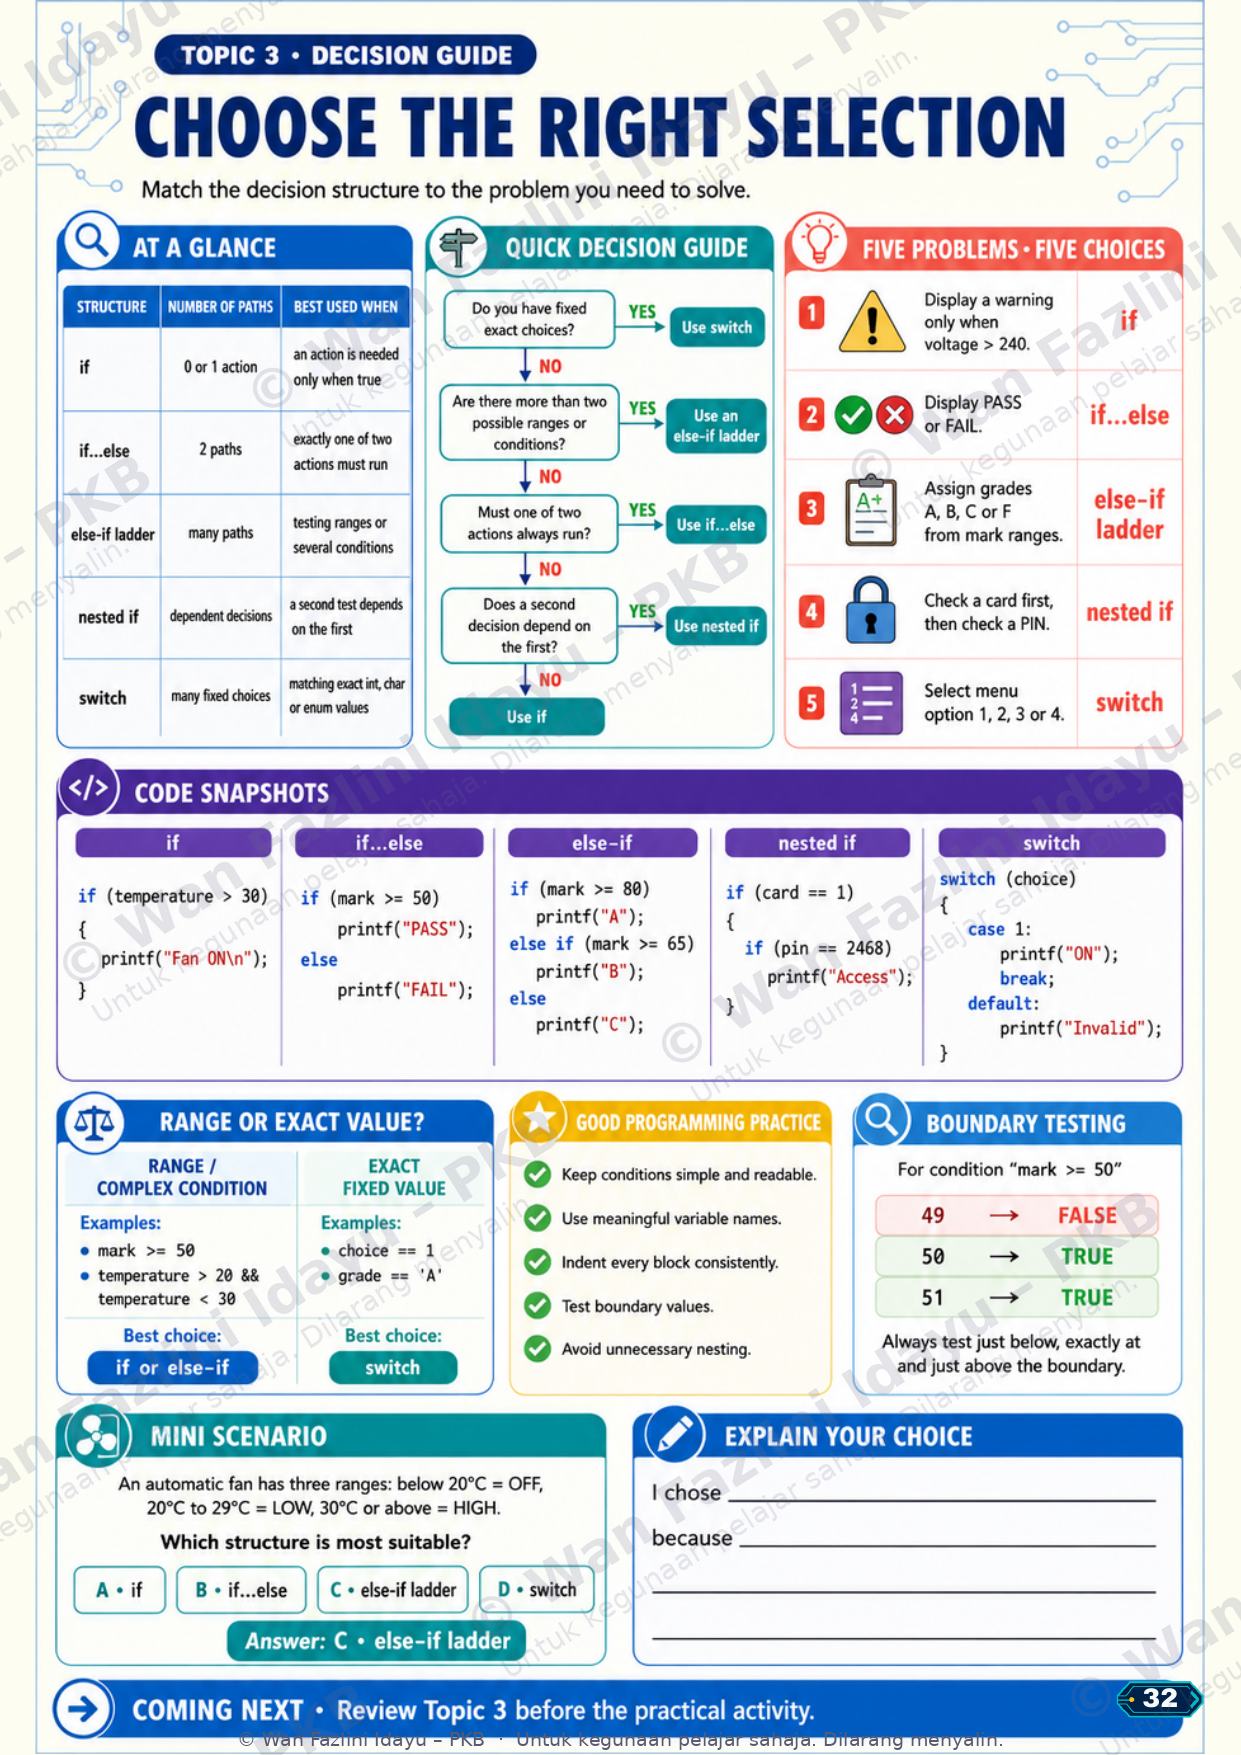 TOPIC 3 • DECISION GUIDE
CHOOSE THE RIGHT SELECTION
Match the decision structure to the problem you need to solve.
AT A GLANCE
STRUCTURE NUMBER OF PATHS BEST USED WHEN
if 0 or 1 action an action is needed
only when true
if...else 2 paths exactly one of two
actions must run
else-if ladder many paths testing ranges or
several conditions
nested if dependent decisions a second test depends
on the first
switch many fixed choices matching exact int, char
or enum values
QUICK DECISION GUIDE
Do you have fixed
exact choices?
YES
Use switch
NO
Are there more than two
possible ranges or
conditions?
YES
Use an
else-if ladder
NO
Must one of two
actions always run?
YES
Use if...else
NO
Does a second
decision depend on
the first?
YES
Use nested if
NO
Use if
FIVE PROBLEMS • FIVE CHOICES
1 Display a warning
only when
voltage > 240.
if
2 Display PASS
or FAIL.
if...else
3 A+ Assign grades
A, B, C or F
from mark ranges.
else-if
ladder
4 Check a card first,
then check a PIN.
nested if
5 1 2 4 Select menu
option 1, 2, 3 or 4.
switch
</> CODE SNAPSHOTS
if
if (temperature > 30)
{
printf("Fan ON\n");
}
if...else
if (mark >= 50)
printf("PASS");
else
printf("FAIL");
else-if
if (mark >= 80)
printf("A");
else if (mark >= 65)
printf("B");
else
printf("C");
nested if
if (card == 1)
{
if (pin == 2468)
printf("Access");
}
switch
switch (choice)
{
case 1:
printf("ON");
break;
default:
printf("Invalid");
}
RANGE OR EXACT VALUE?
RANGE /
COMPLEX CONDITION
Examples:
• mark >= 50
• temperature > 20 &&
temperature < 30
Best choice:
if or else-if
EXACT
FIXED VALUE
Examples:
• choice == 1
• grade == 'A'
Best choice:
switch
GOOD PROGRAMMING PRACTICE
Keep conditions simple and readable.
Use meaningful variable names.
Indent every block consistently.
Test boundary values.
Avoid unnecessary nesting.
BOUNDARY TESTING
For condition "mark >= 50"
49 → FALSE
50 → TRUE
51 → TRUE
Always test just below, exactly at
and just above the boundary.
MINI SCENARIO
An automatic fan has three ranges: below 20°C = OFF,
20°C to 29°C = LOW, 30°C or above = HIGH.
Which structure is most suitable?
A • if B • if...else C • else-if ladder D • switch
Answer: C • else-if ladder
EXPLAIN YOUR CHOICE
I chose
because
COMING NEXT • Review Topic 3 before the practical activity.
32
© Wan Fazlini Idayu – PKB · Untuk kegunaan pelajar sahaja. Dilarang menyalin.
© Wan Fazlini Idayu – PKB
Untuk kegunaan pelajar sahaja. Dilarang menyalin.